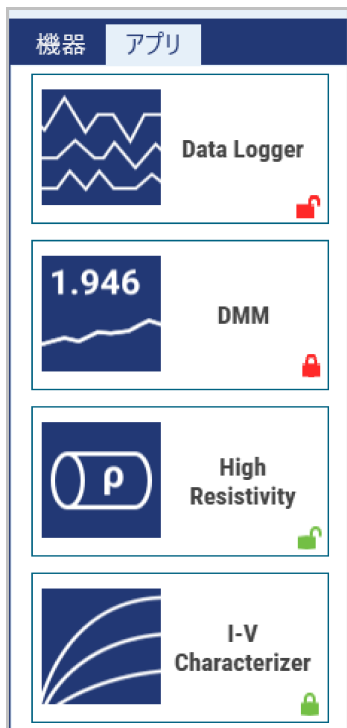 機器 アプリ
Data Logger
1.946
DMM
ρ
High
Resistivity
I-V
Characterizer